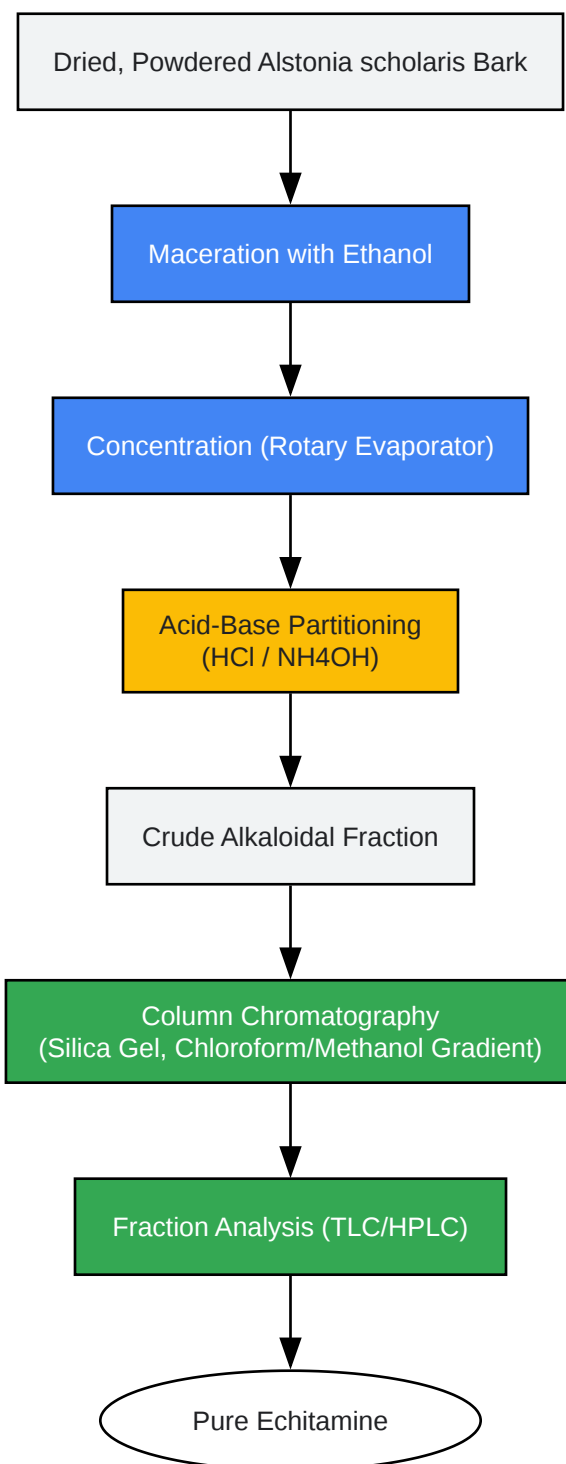 Dried, Powdered Alstonia scholaris Bark
Maceration with Ethanol
Concentration (Rotary Evaporator)
Acid-Base Partitioning
(HCl / NH4OH)
Crude Alkaloidal Fraction
Column Chromatography
(Silica Gel, Chloroform/Methanol Gradient)
Fraction Analysis (TLC/HPLC)
Pure Echitamine